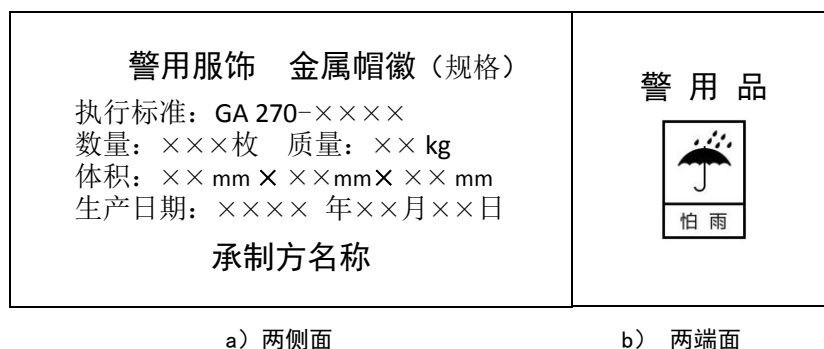 警用服饰　金属帽徽（规格）
执行标准：GA 270-××××
数量：×××枚　质量：×× kg
体积：×× mm × ××mm× ×× mm
生产日期：×××× 年××月××日
承制方名称
警 用 品
怕 雨
a）两侧面
b） 两端面